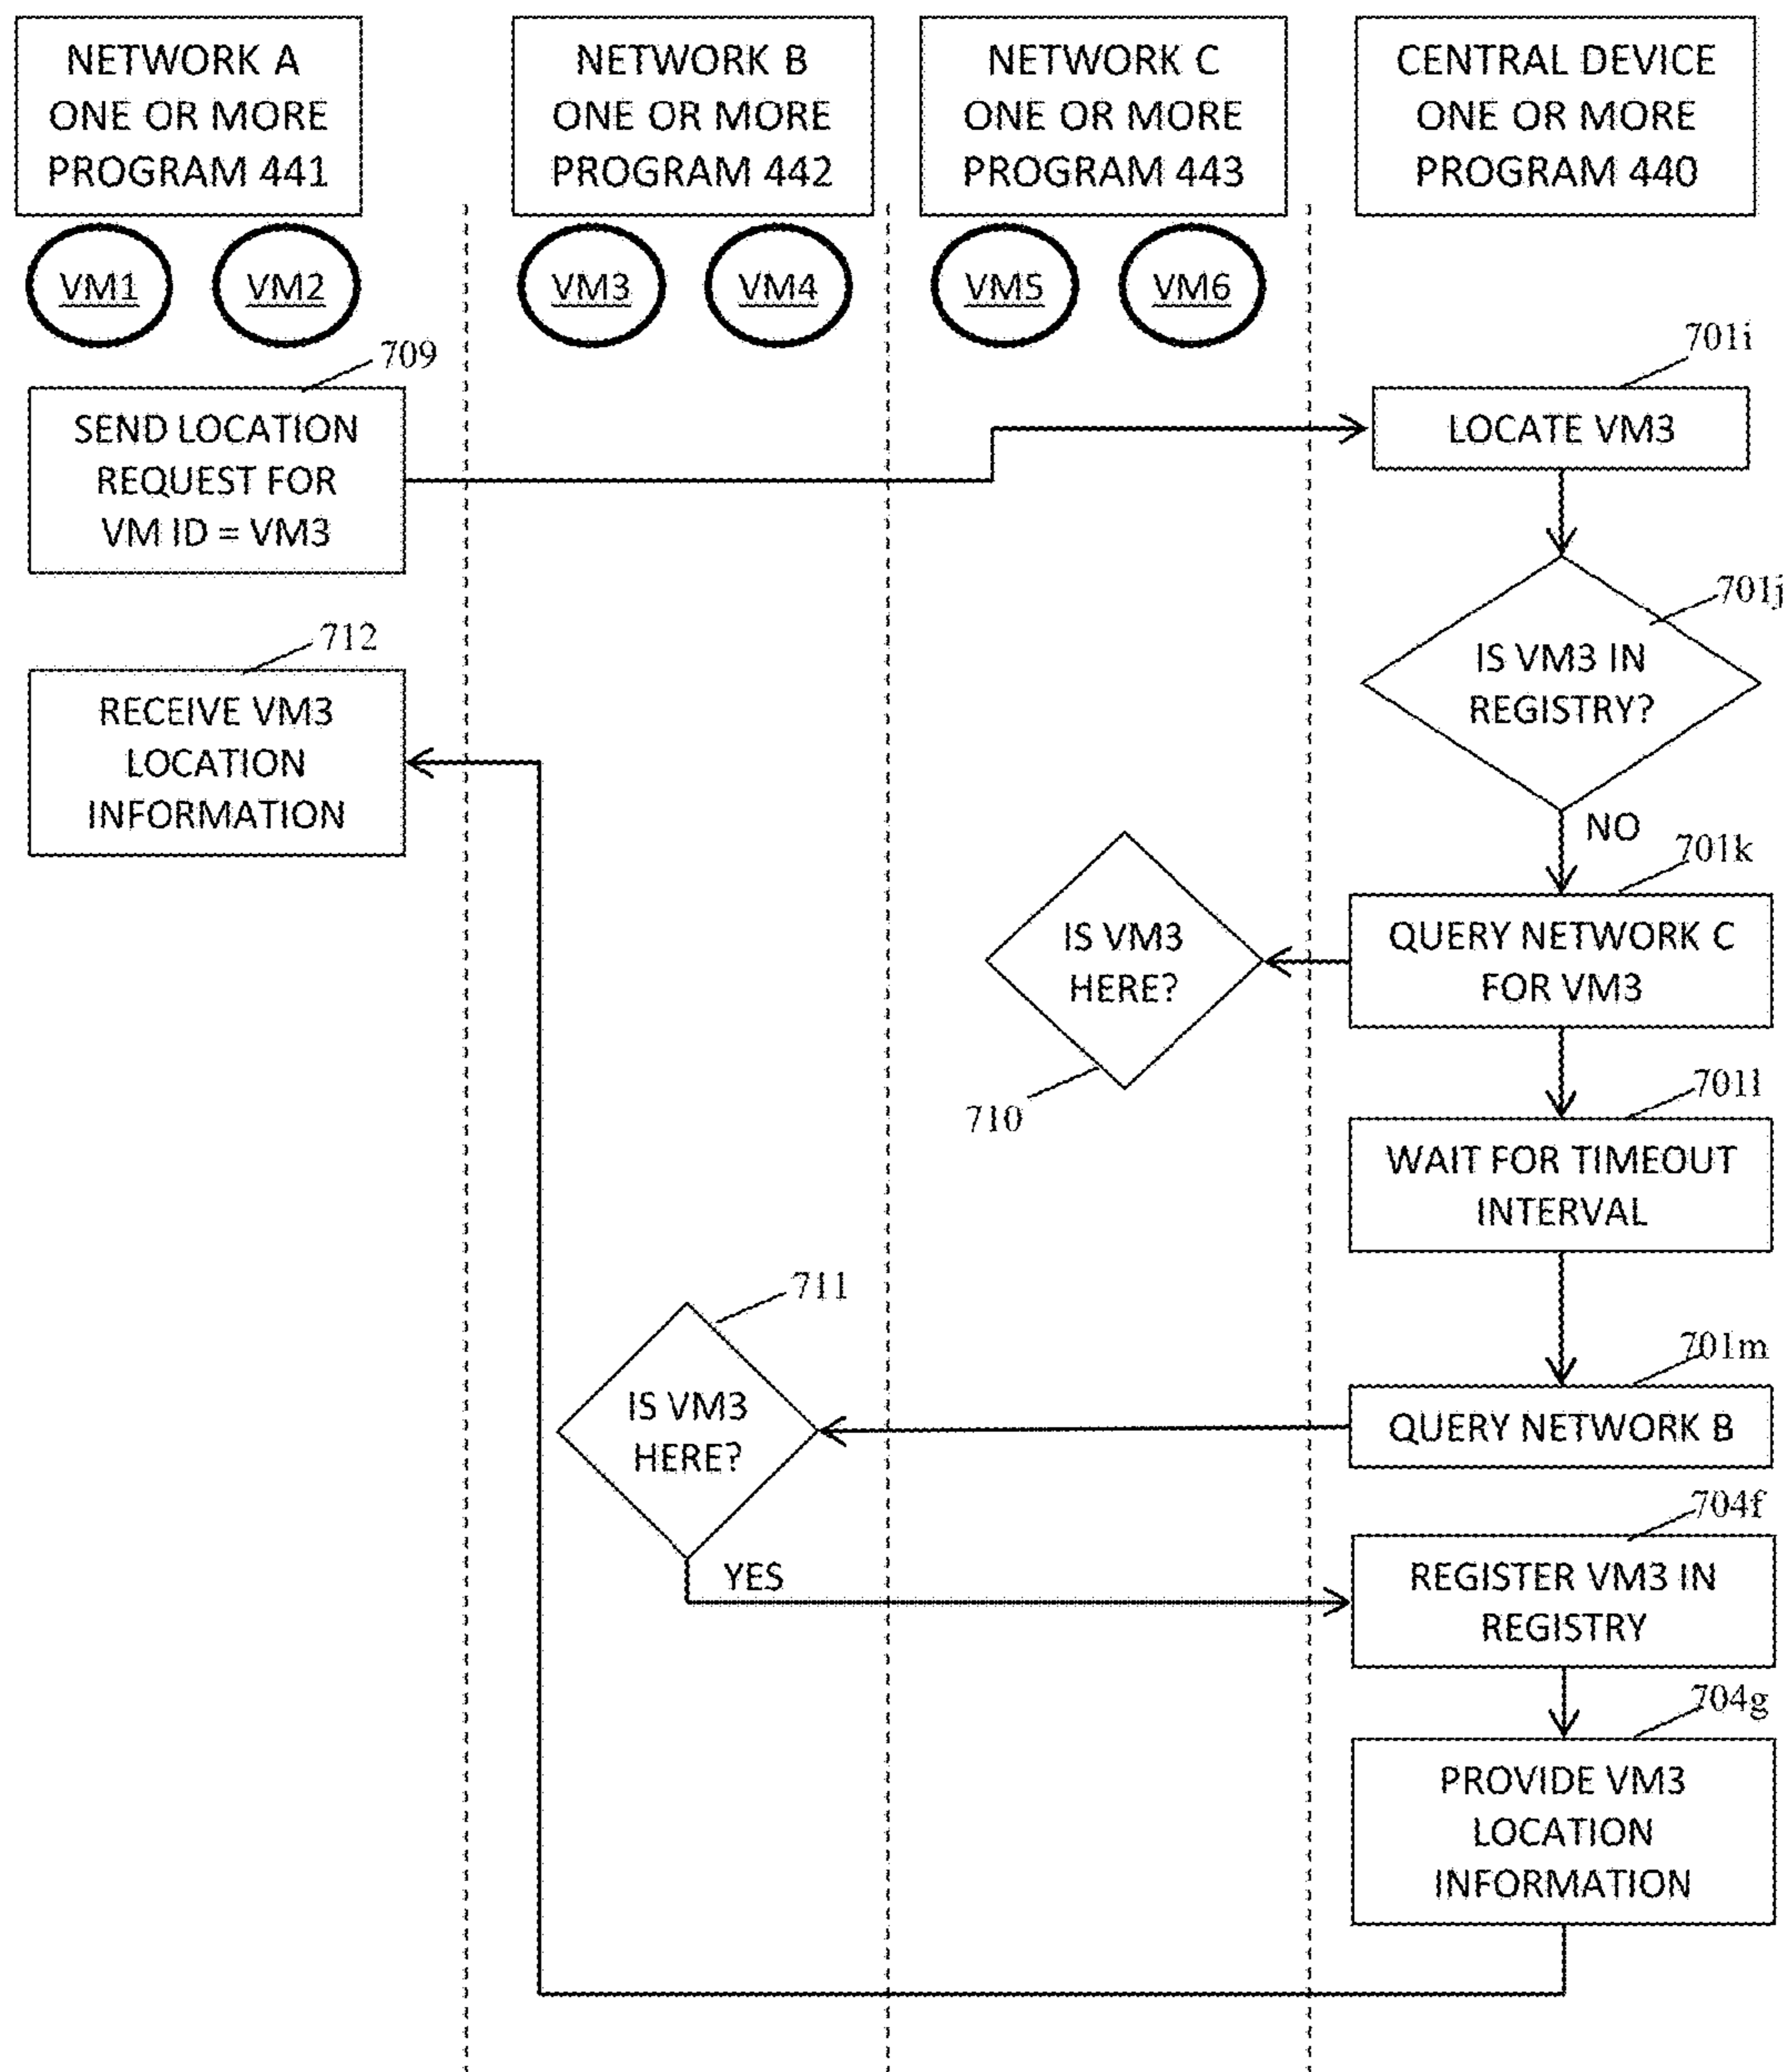 NETWORK A
ONE OR MORE
PROGRAM 441
NETWORK B
ONE OR MORE
PROGRAM 442
NETWORK C
ONE OR MORE
PROGRAM 443
CENTRAL DEVICE
ONE OR MORE
PROGRAM 440
VM1
VM2
VM3
VM4
VM5
VM6
709
SEND LOCATION
REQUEST FOR
VM ID = VM3
701i
LOCATE VM3
701j
IS VM3 IN
REGISTRY?
NO
712
RECEIVE VM3
LOCATION
INFORMATION
701k
QUERY NETWORK C
FOR VM3
IS VM3
HERE?
710
701l
WAIT FOR TIMEOUT
INTERVAL
711
IS VM3
HERE?
YES
701m
QUERY NETWORK B
704f
REGISTER VM3 IN
REGISTRY
704g
PROVIDE VM3
LOCATION
INFORMATION